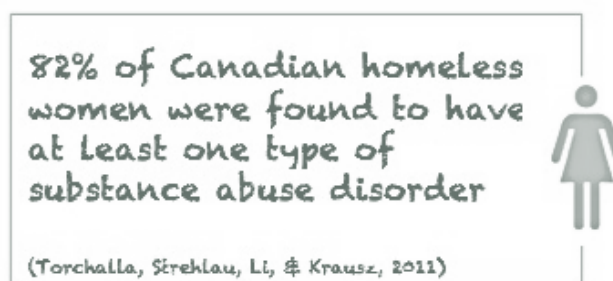 82% of Canadian homeless
women were found to have
at least one type of
substance abuse disorder
(Torchalla, Strehlau, Li, & Krausz, 2011)